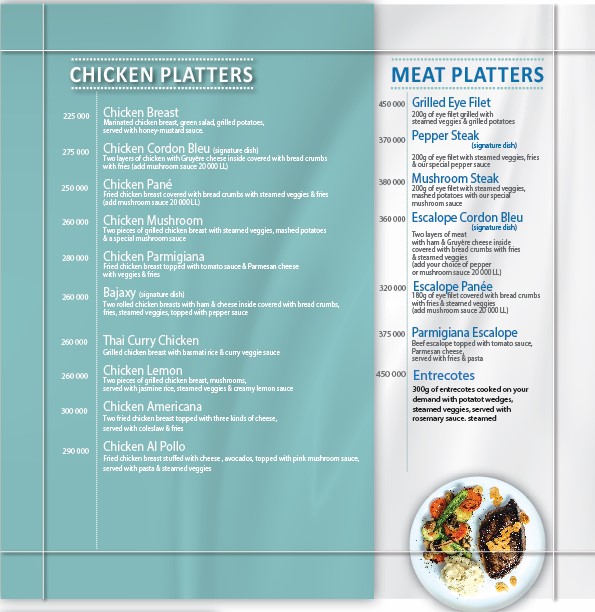 CHICKEN PLATTERS
225 000 Chicken Breast
Marinated chicken breast, green salad, grilled potatoes,
served with honey-mustard sauce.
275 000 Chicken Cordon Bleu (signature dish)
Two layers of chicken with Gruyère cheese inside covered with bread crumbs
with fries (add mushroom sauce 20 000 LL)
250 000 Chicken Pané
Fried chicken breast covered with bread crumbs with steamed veggies & fries
(add mushroom sauce 20 000 LL)
260 000 Chicken Mushroom
Two pieces of grilled chicken breast with steamed veggies, mashed potatoes
& a special mushroom sauce
280 000 Chicken Parmigiana
Fried chicken breast topped with tomato sauce & Parmesan cheese
with veggies & fries
260 000 Bajaxy (signature dish)
Two rolled chicken breasts with ham & cheese inside covered with bread crumbs,
fries, steamed veggies, topped with pepper sauce
260 000 Thai Curry Chicken
Grilled chicken breast with basmati rice & curry veggie sauce
260 000 Chicken Lemon
Two pieces of grilled chicken breast, mushrooms,
served with jasmine rice, steamed veggies & creamy lemon sauce
300 000 Chicken Americana
Two fried chicken breast topped with three kinds of cheese,
served with coleslaw & fries
290 000 Chicken Al Pollo
Fried chicken breast stuffed with cheese , avocados, topped with pink mushroom sauce,
served with pasta & steamed veggies
MEAT PLATTERS
450 000 Grilled Eye Filet
200g of eye filet grilled with
steamed veggies & grilled potatoes
370 000 Pepper Steak
(signature dish)
200g of eye filet with steamed veggies, fries
& our special pepper sauce
380 000 Mushroom Steak
200g of eye filet with steamed veggies,
mashed potatoes with our special
mushroom sauce
360 000 Escalope Cordon Bleu
(signature dish)
Two layers of meat
with ham & Gruyère cheese inside
covered with bread crumbs with fries
& steamed veggies
(add your choice of pepper
or mushroom sauce 20 000 LL)
320 000 Escalope Panée
180g of eye filet covered with bread crumbs
with fries & steamed veggies
(add mushroom sauce 20 000 LL)
375 000 Parmigiana Escalope
Beef escalope topped with tomato sauce,
Parmesan cheese,
served with fries & pasta
450 000 Entrecotes
300g of entrecotes cooked on your
demand with potatot wedges,
steamed veggies, served with
rosemary sauce. steamed